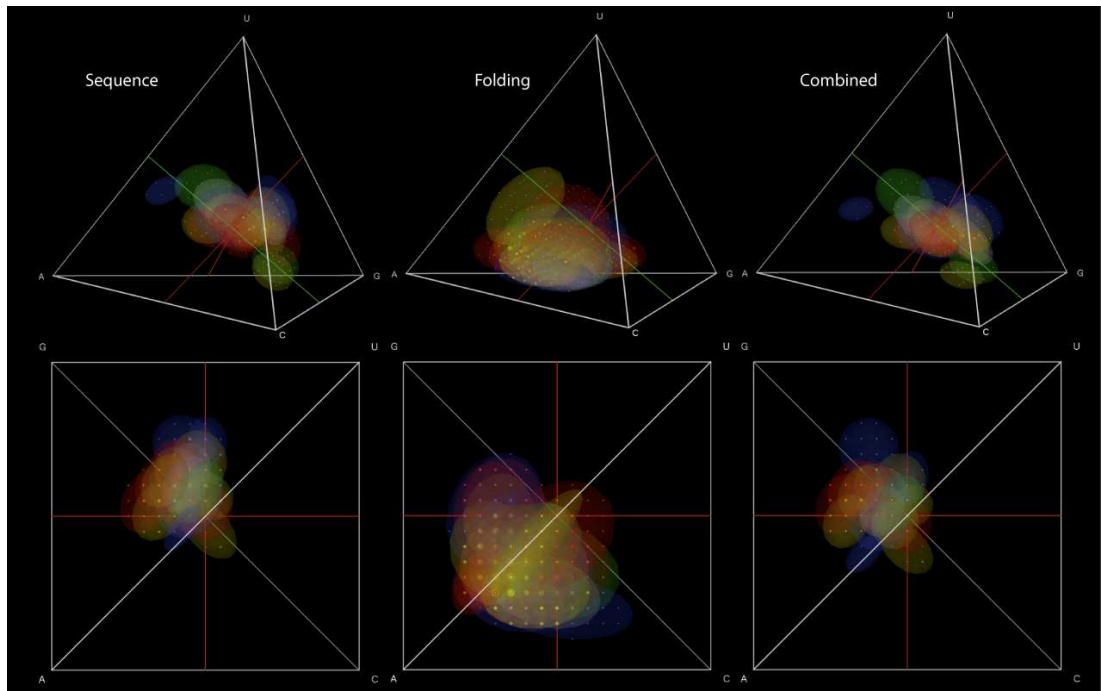 U U U
Sequence Folding Combined
A G A G A G
C C C
G U G U G U
A C A C A C